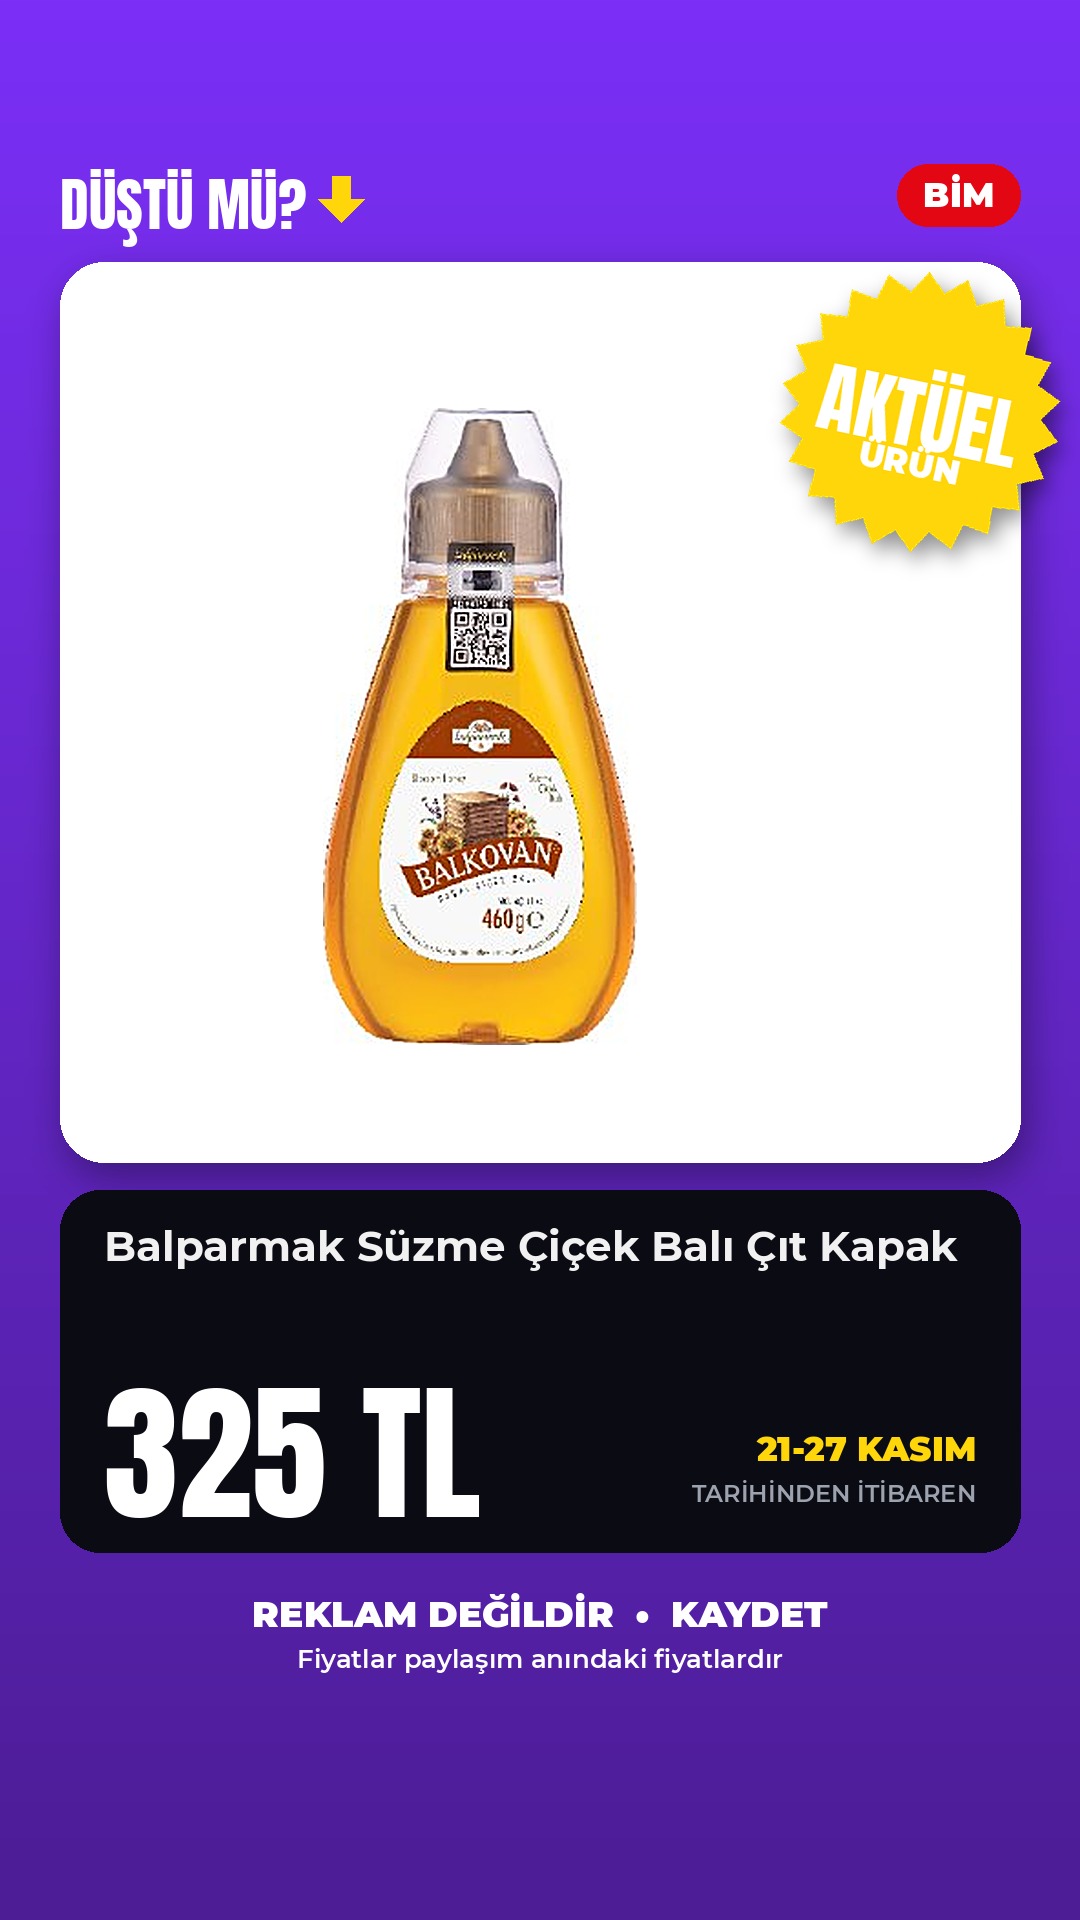 DÜŞTÜ MÜ?
BİM
AKTÜEL
ÜRÜN
BALKOVAN
460g℮
Balparmak Süzme Çiçek Balı Çıt Kapak
325 TL
21-27 KASIM
TARİHİNDEN İTİBAREN
REKLAM DEĞİLDİR • KAYDET
Fiyatlar paylaşım anındaki fiyatlardır